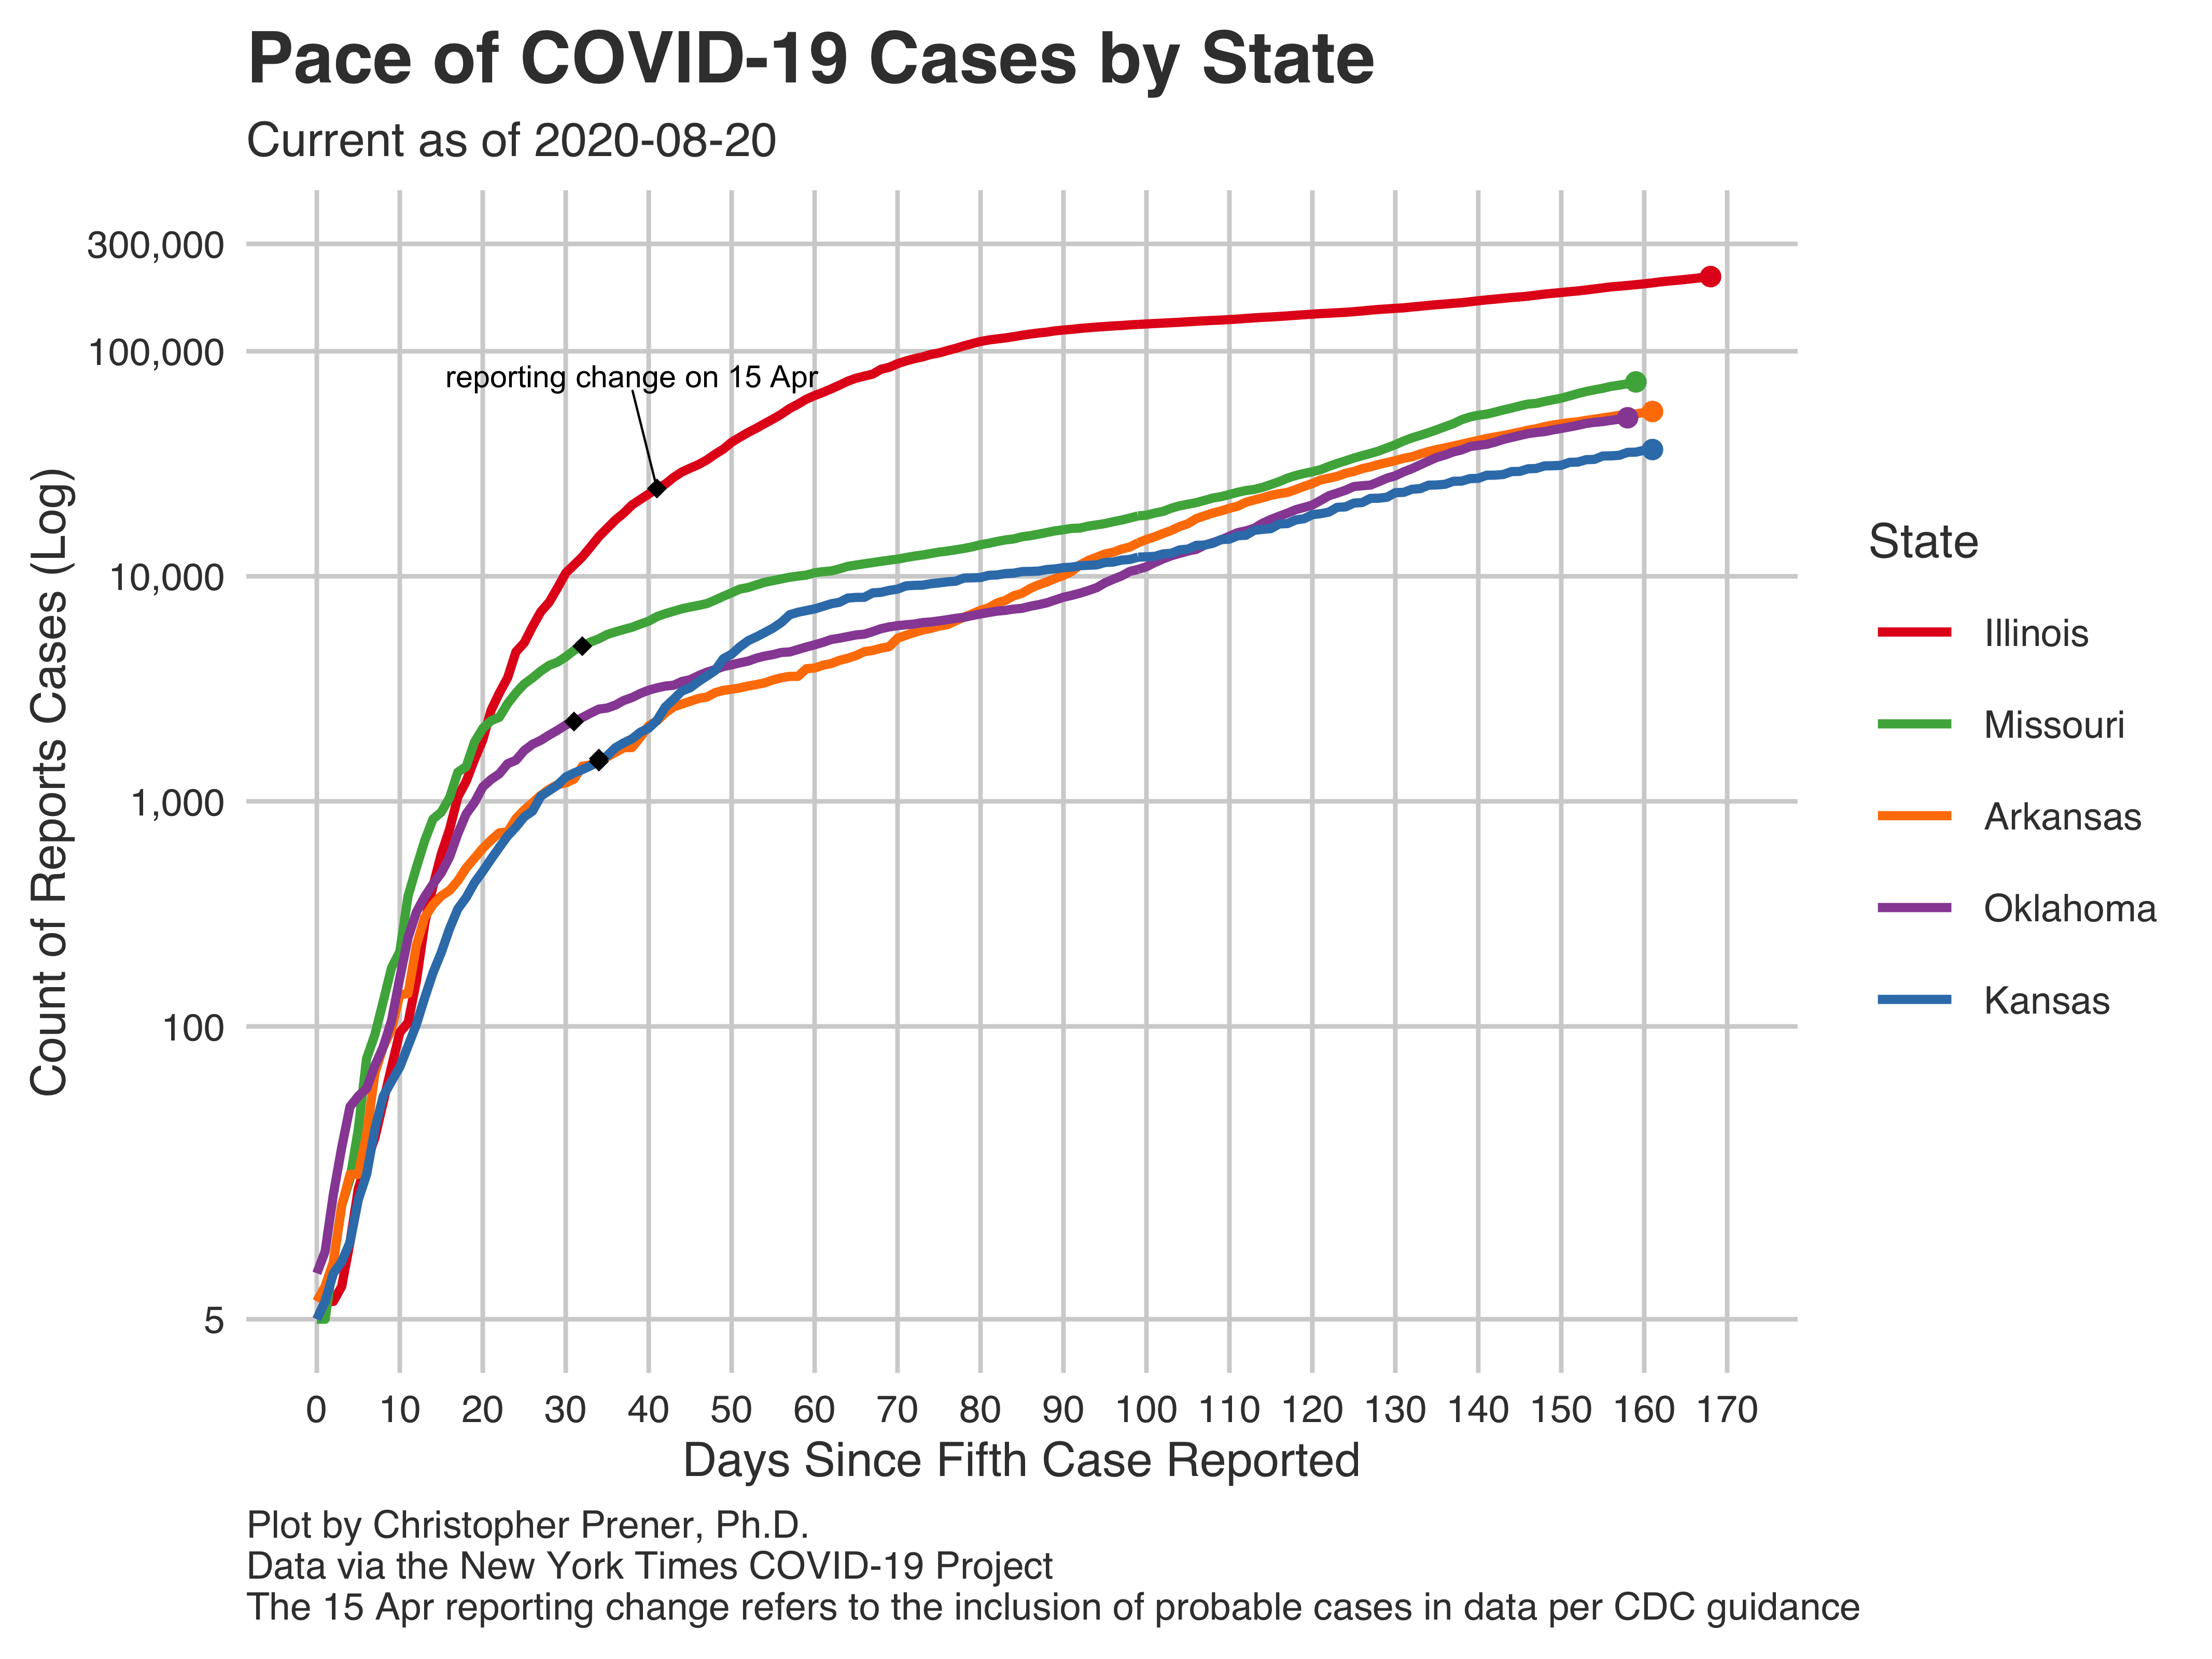 Pace of COVID-19 Cases by State
Current as of 2020-08-20
Count of Reports Cases (Log)
300,000
100,000
10,000
1,000
100
5
reporting change on 15 Apr
0 10 20 30 40 50 60 70 80 90 100 110 120 130 140 150 160 170
Days Since Fifth Case Reported
State
Illinois
Missouri
Arkansas
Oklahoma
Kansas
Plot by Christopher Prener, Ph.D.
Data via the New York Times COVID-19 Project
The 15 Apr reporting change refers to the inclusion of probable cases in data per CDC guidance